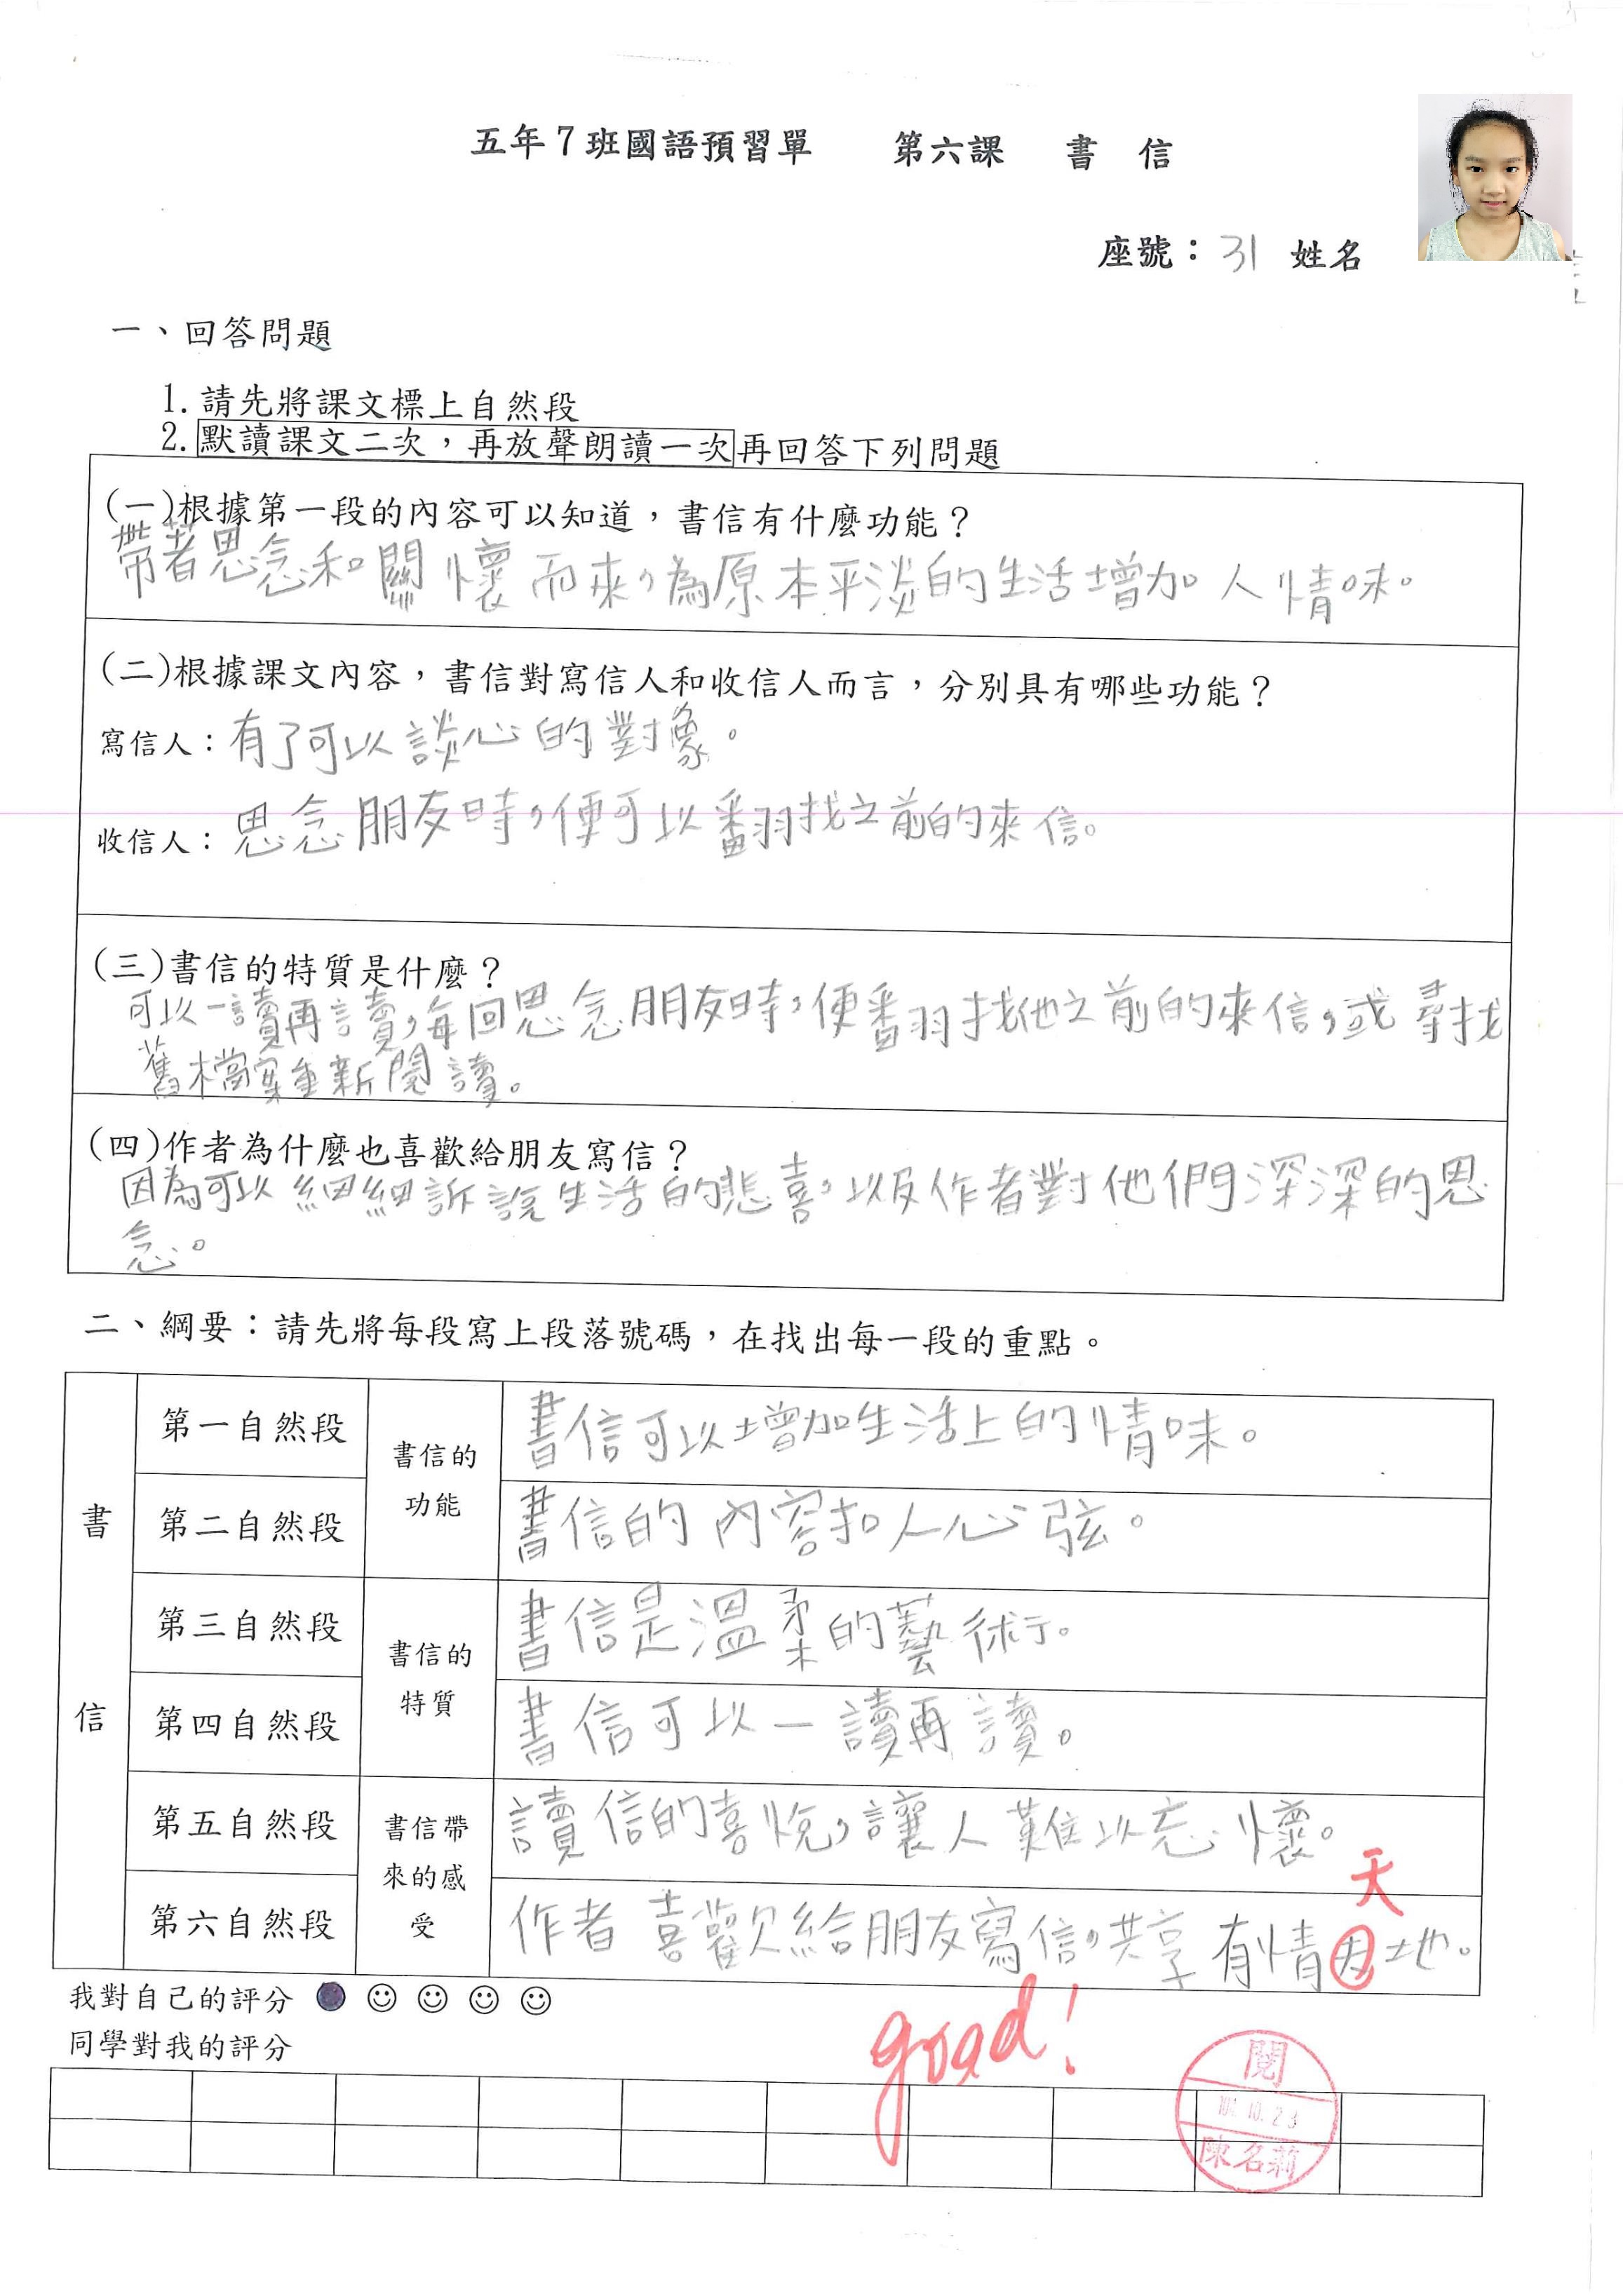 五年7班國語預習單 第六課 書信
座號：31 姓名
一、回答問題
1.請先將課文標上自然段
2.默讀課文二次，再放聲朗讀一次再回答下列問題
(一)根據第一段的內容可以知道，書信有什麼功能？
帶著思念和關懷而來，為原本平淡的生活增加人情味。
(二)根據課文內容，書信對寫信人和收信人而言，分別具有哪些功能？
寫信人：有了可以談心的對象。
收信人：思念朋友時，便可以翻找之前的來信。
(三)書信的特質是什麼？
可以一讀再讀，每回思念朋友時，便翻找他之前的來信，或尋找
舊檔案重新閱讀。
(四)作者為什麼也喜歡給朋友寫信？
因為可以細細訴說生活的悲喜，以及作者對他們深深的思
念。
二、綱要：請先將每段寫上段落號碼，在找出每一段的重點。
書信
第一自然段
書信的功能
書信可以增加生活上的情味。
第二自然段
書信的內容扣人心弦。
第三自然段
書信的特質
書信是溫柔的藝術。
第四自然段
書信可以一讀再讀。
第五自然段
書信帶來的感受
讀信的喜悅，讓人難以忘懷。
天
第六自然段
作者喜歡給朋友寫信，共享有情因地。
我對自己的評分
同學對我的評分
good!
閱
10.23
陳名莉